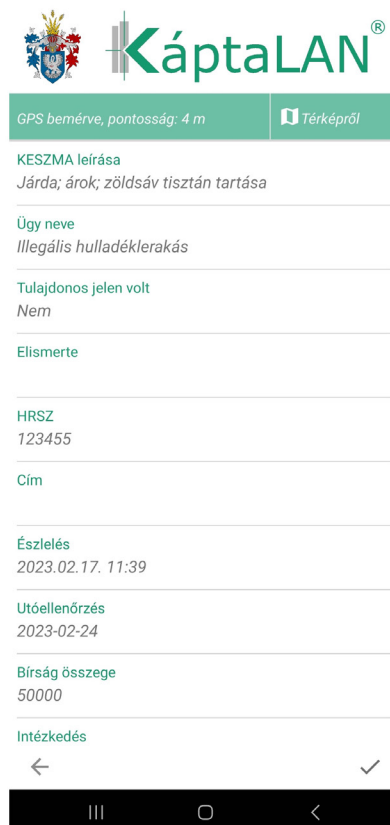 KáptaLAN®
GPS bemérve, pontosság: 4 m
Térképről
KESZMA leírása
Járda; árok; zöldsáv tisztán tartása
Ügy neve
Illegális hulladéklerakás
Tulajdonos jelen volt
Nem
Elismerte
HRSZ
123455
Cím
Észlelés
2023.02.17. 11:39
Utóellenőrzés
2023-02-24
Bírság összege
50000
Intézkedés